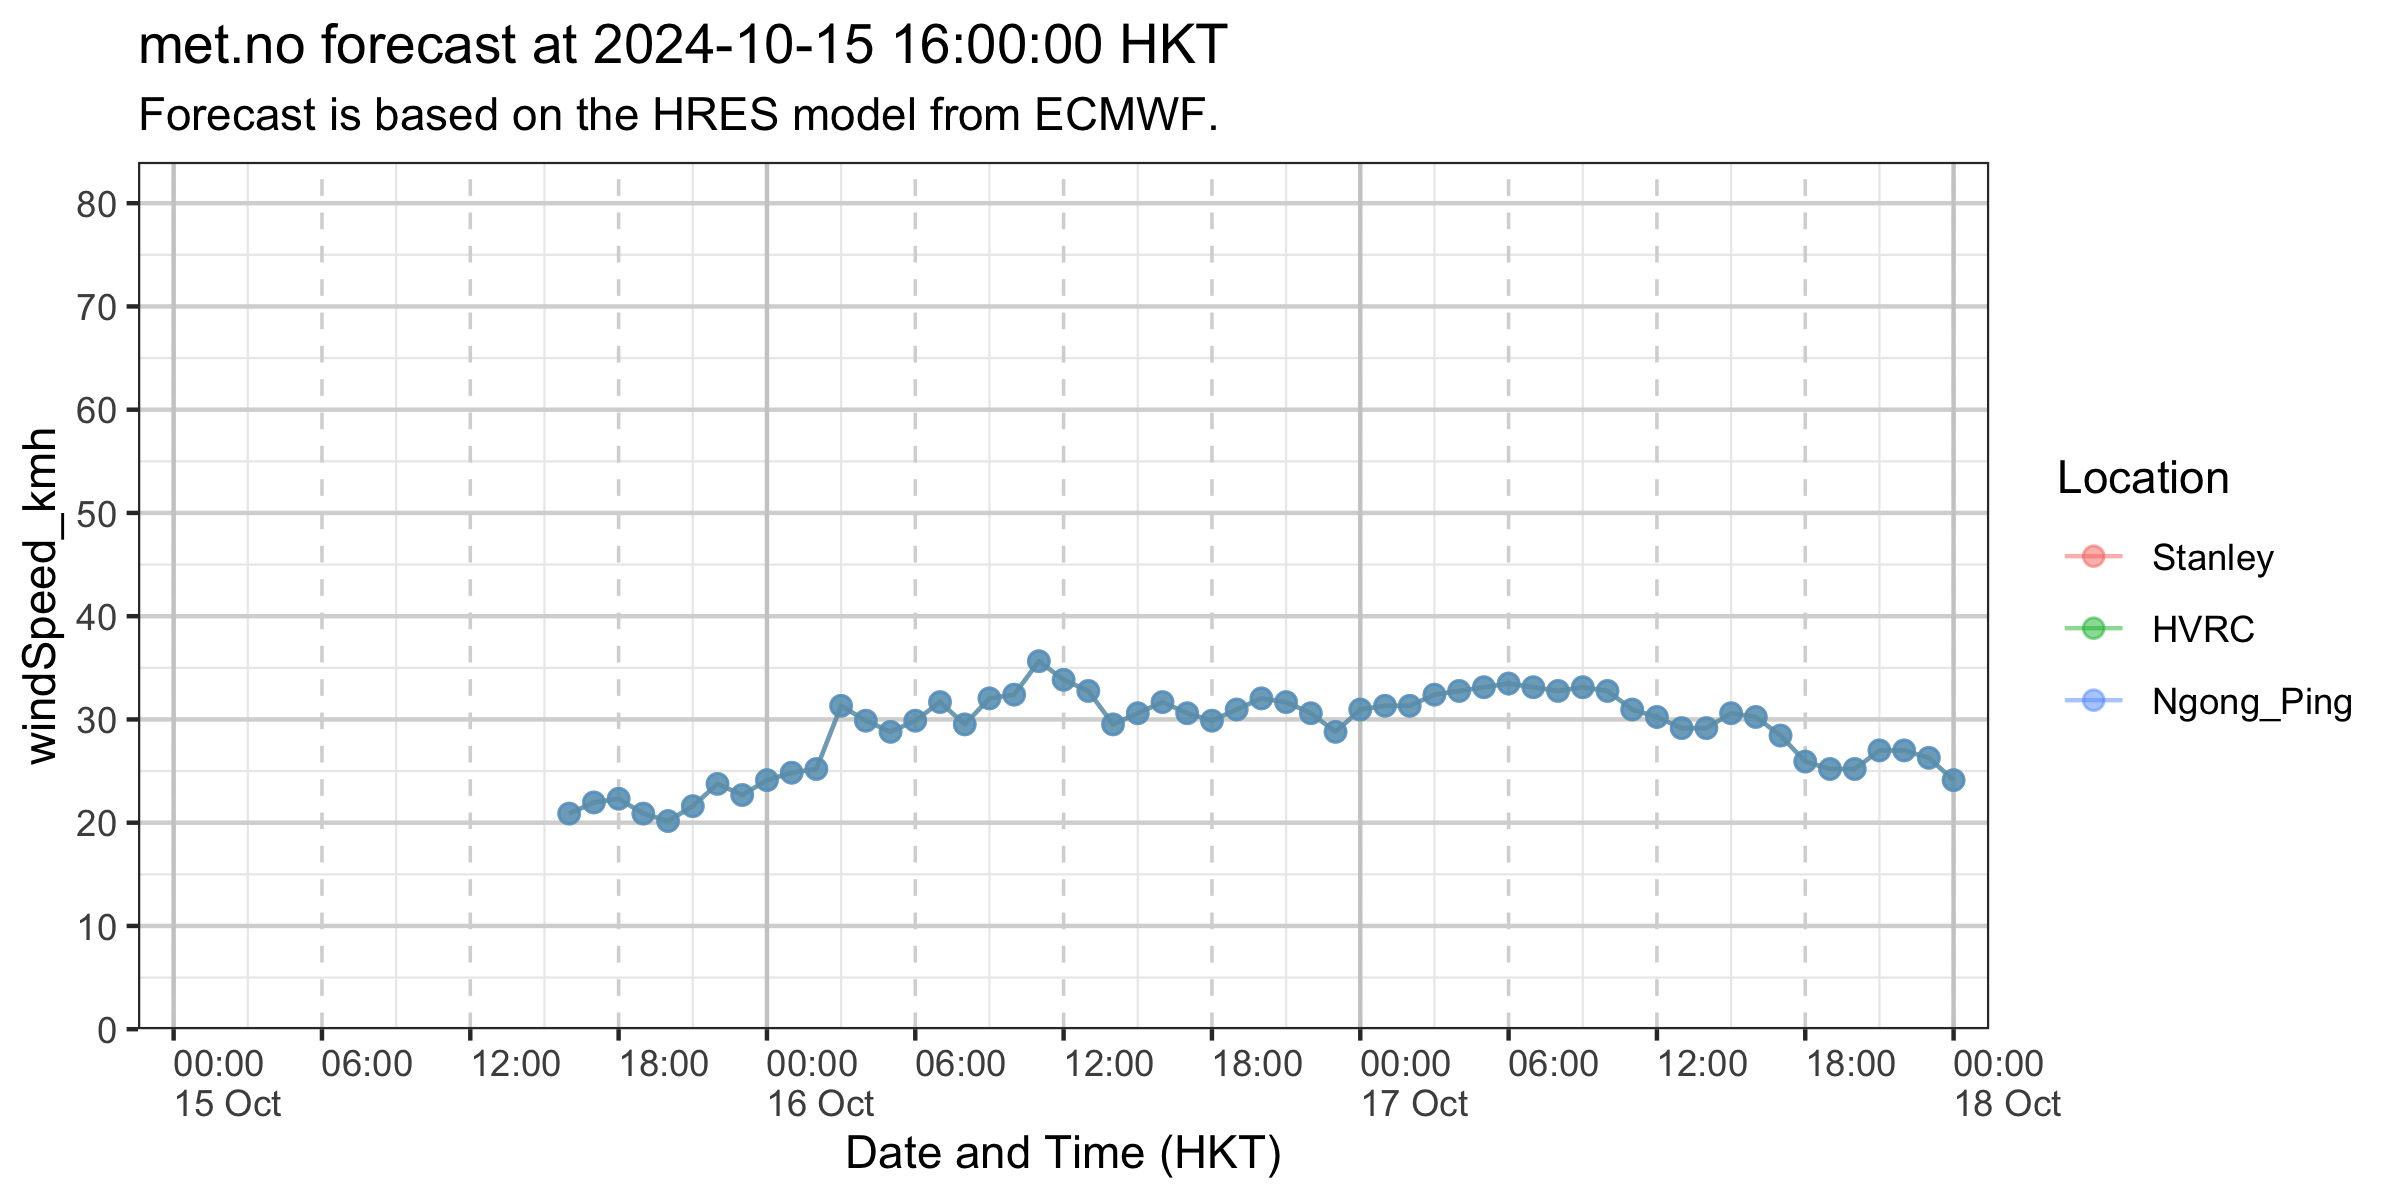 met.no forecast at 2024-10-15 16:00:00 HKT
Forecast is based on the HRES model from ECMWF.
windSpeed_kmh
80
70
60
50
40
30
20
10
0
00:00 06:00 12:00 18:00 00:00 06:00 12:00 18:00 00:00 06:00 12:00 18:00 00:00
15 Oct 16 Oct 17 Oct 18 Oct
Date and Time (HKT)
Location
Stanley
HVRC
Ngong_Ping